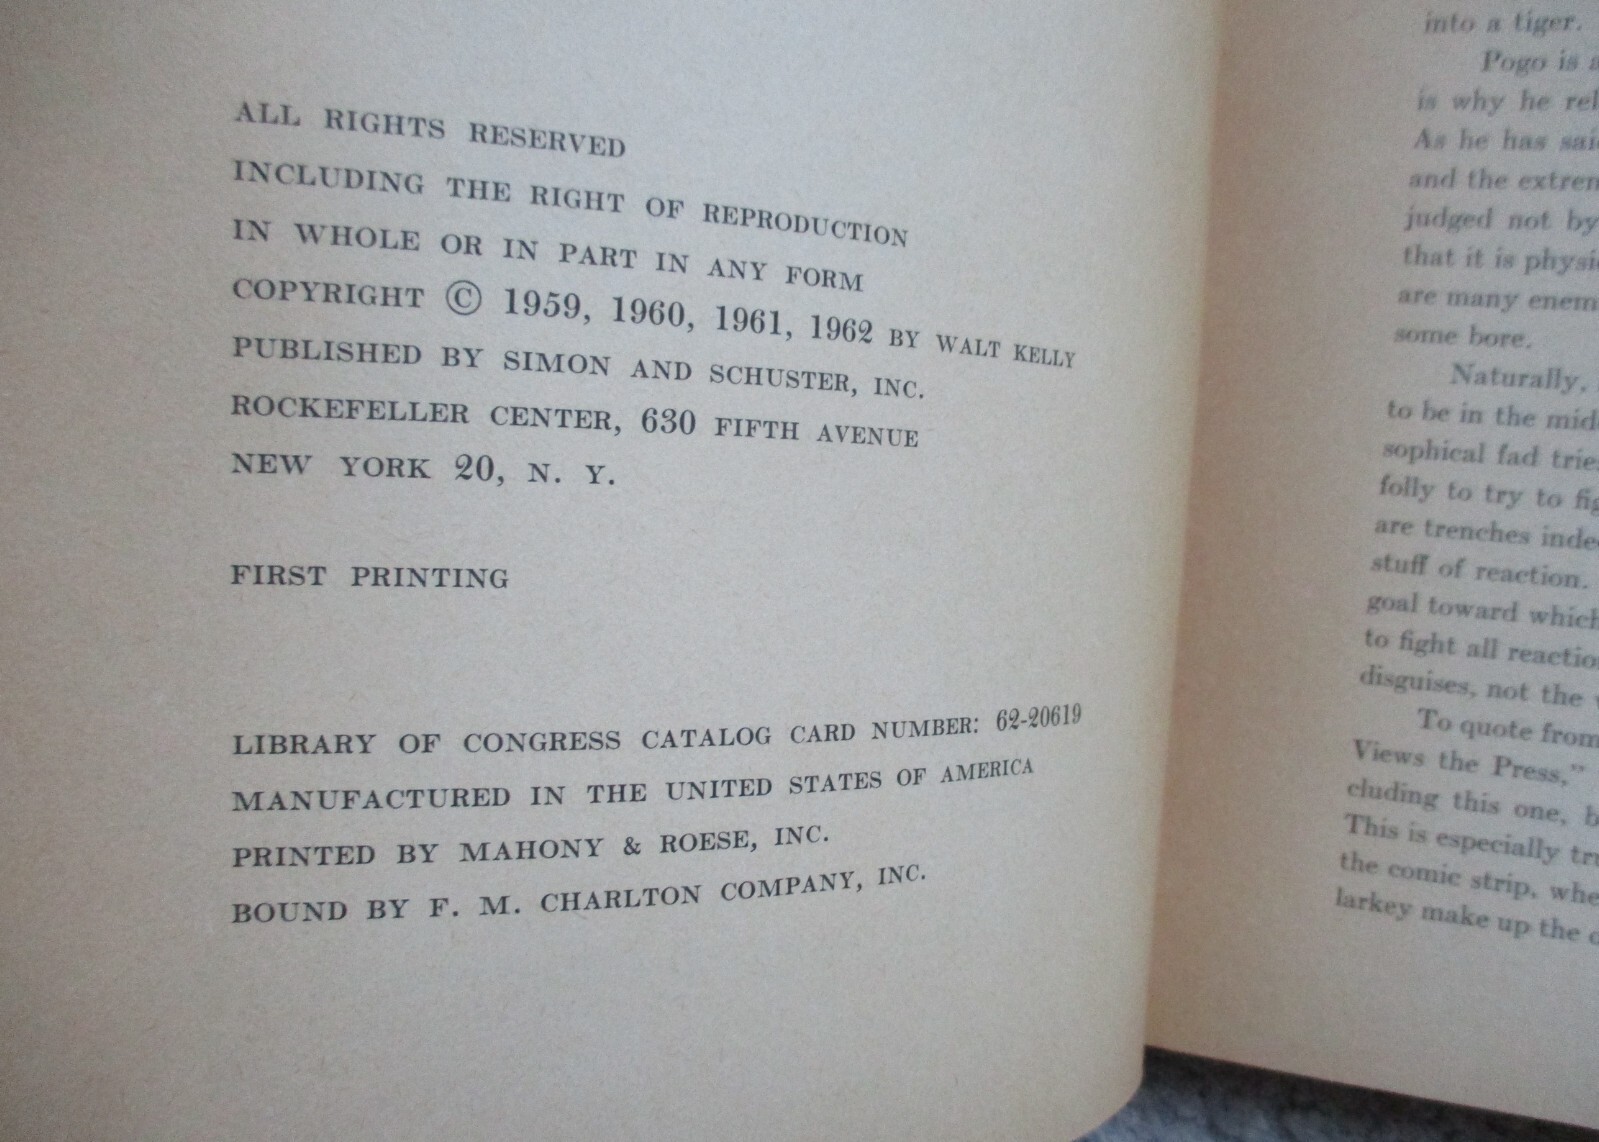 ALL RIGHTS RESERVED
INCLUDING THE RIGHT OF REPRODUCTION
IN WHOLE OR IN PART IN ANY FORM
COPYRIGHT © 1959, 1960, 1961, 1962 BY WALT KELLY
PUBLISHED BY SIMON AND SCHUSTER, INC.
ROCKEFELLER CENTER, 630 FIFTH AVENUE
NEW YORK 20, N. Y.
FIRST PRINTING
LIBRARY OF CONGRESS CATALOG CARD NUMBER: 62-20619
MANUFACTURED IN THE UNITED STATES OF AMERICA
PRINTED BY MAHONY & ROESE, INC.
BOUND BY F. M. CHARLTON COMPANY, INC.
into a tiger.
Pogo is
is why he
As he has
and the
judged not by
that it is
are many
some bore.
Naturally,
to be in the
sophical fad
folly to try to
are trenches
stuff of reaction.
goal toward which
to fight all
disguises, not the
To quote from
Views the Press,"
cluding this one,
This is especially
the comic strip,
larkey make up the